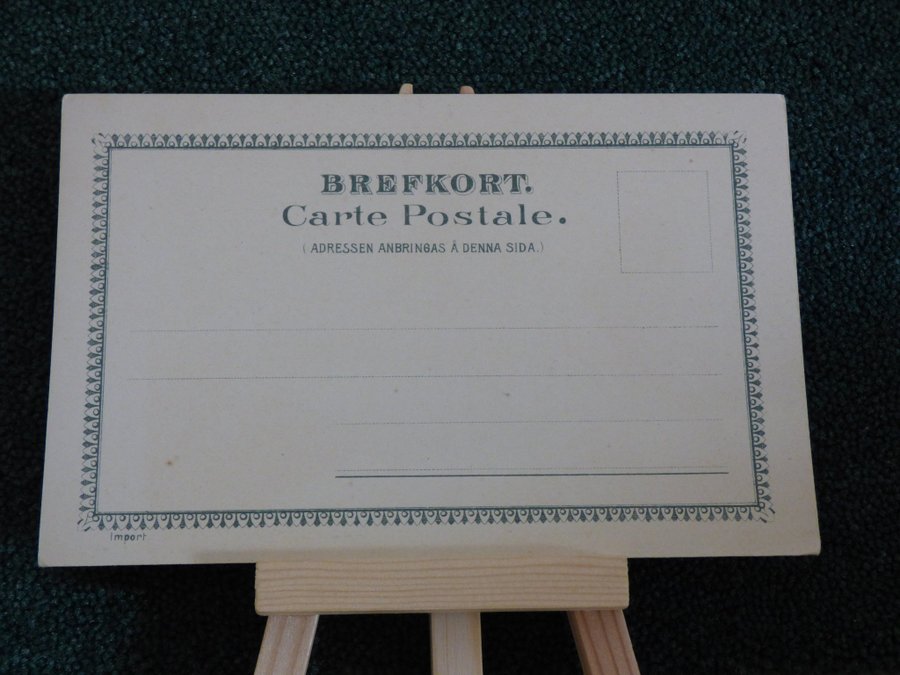 BREFKORT.
Carte Postale.
(ADRESSEN ANBRINGAS Å DENNA SIDA.)
Import